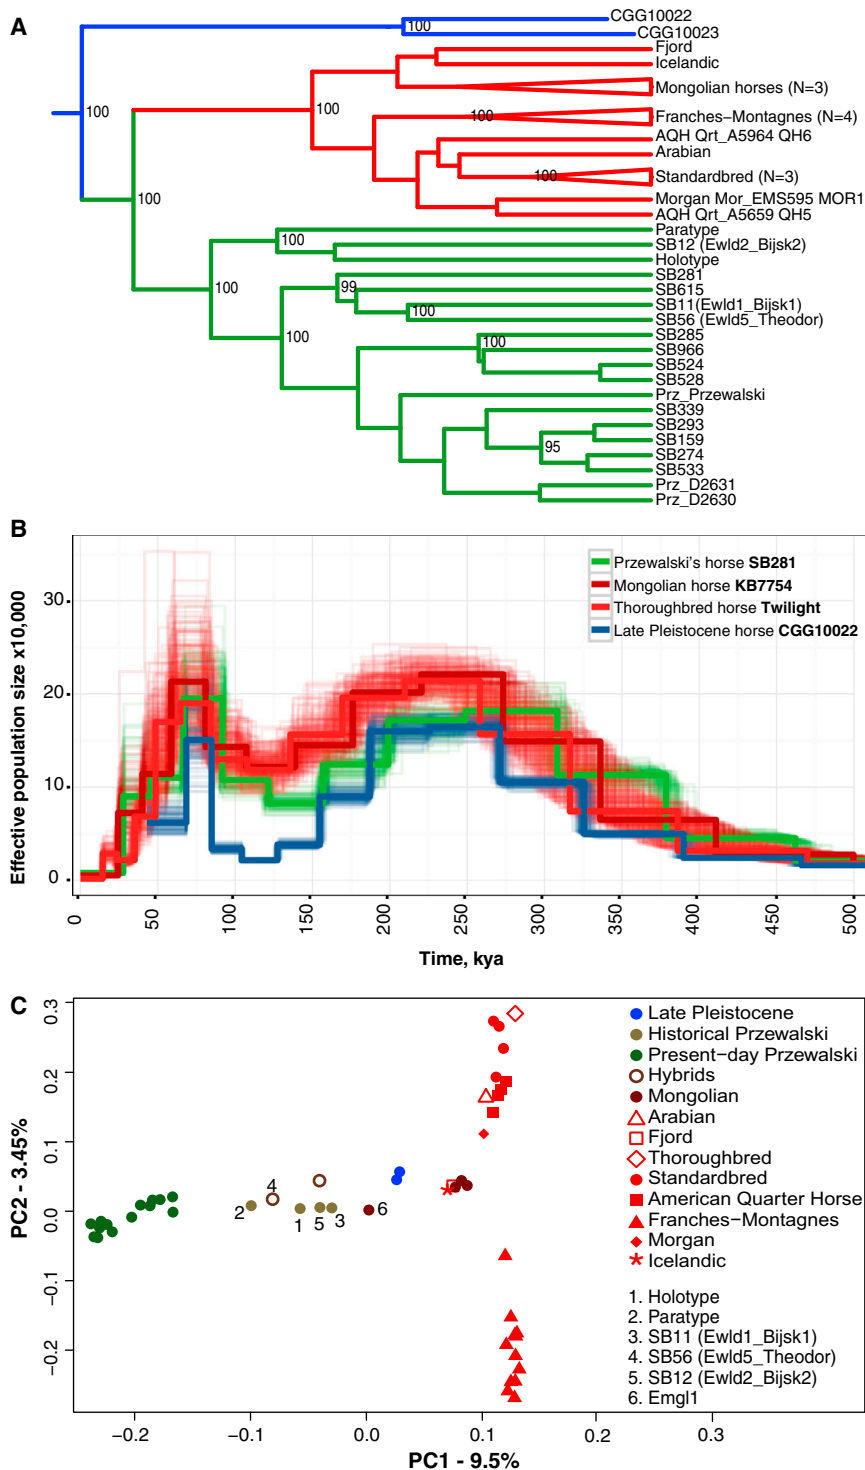 A
CGG10022
100
CGG10023
Fjord
Icelandic
Mongolian horses (N=3)
100
100
100
Franches−Montagnes (N=4)
AQH Qrt_A5964 QH6
Arabian
100
Standardbred (N=3)
100
Morgan Mor_EMS595 MOR1
AQH Qrt_A5659 QH5
Paratype
100
SB12 (Ewld2_Bijsk2)
Holotype
SB281
100
99
SB615
SB11(Ewld1_Bijsk1)
100
SB56 (Ewld5_Theodor)
SB285
100
100
SB966
SB524
SB528
Prz_Przewalski
SB339
SB293
95
SB159
SB274
SB533
Prz_D2631
Prz_D2630
B
Effective population size x10,000
30
20
10
0
Przewalski's horse SB281
Mongolian horse KB7754
Thoroughbred horse Twilight
Late Pleistocene horse CGG10022
0
50
100
150
200
250
300
350
400
450
500
Time, kya
C
PC2 - 3.45%
0.3
0.2
0.1
0.0
−0.1
−0.2
4
2
1
5
3
6
Late Pleistocene
Historical Przewalski
Present−day Przewalski
Hybrids
Mongolian
Arabian
Fjord
Thoroughbred
Standardbred
American Quarter Horse
Franches−Montagnes
Morgan
Icelandic
1. Holotype
2. Paratype
3. SB11 (Ewld1_Bijsk1)
4. SB56 (Ewld5_Theodor)
5. SB12 (Ewld2_Bijsk2)
6. Emgl1
−0.2
−0.1
0.0
0.1
0.2
0.3
PC1 - 9.5%